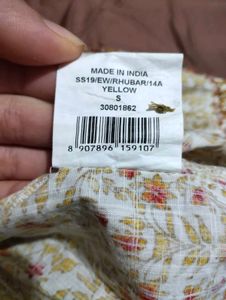 MADE IN INDIA
SS19/EW/RHUBAR/14A
YELLOW
S
30801862
8 907896 159107